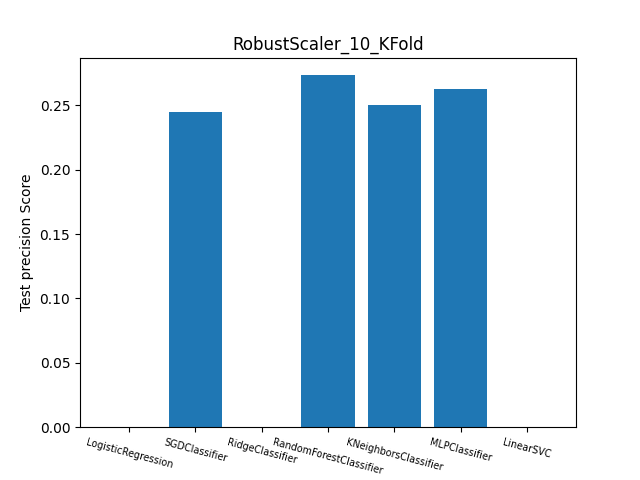 RobustScaler_10_KFold
Test precision Score
0.25
0.20
0.15
0.10
0.05
0.00
LogisticRegression
SGDClassifier
RidgeClassifier
RandomForestClassifier
KNeighborsClassifier
MLPClassifier
LinearSVC